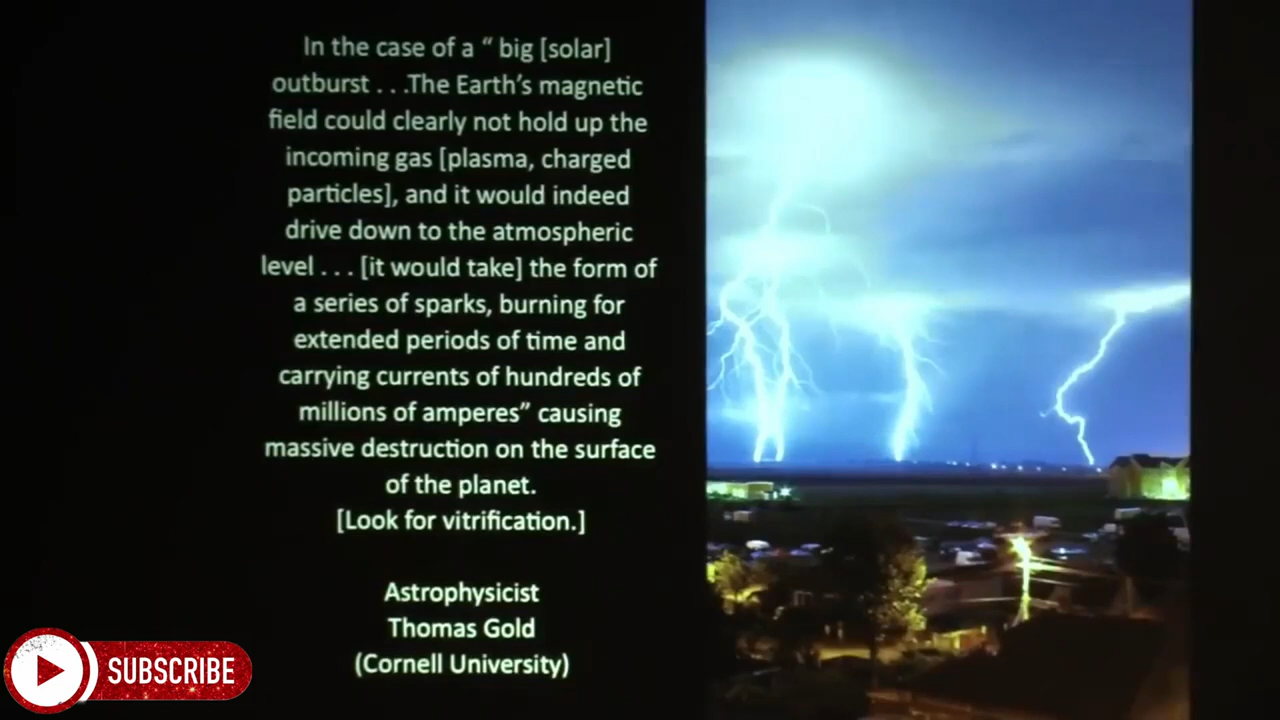 In the case of a “ big [solar]
outburst . . .The Earth’s magnetic
field could clearly not hold up the
incoming gas [plasma, charged
particles], and it would indeed
drive down to the atmospheric
level . . . [it would take] the form of
a series of sparks, burning for
extended periods of time and
carrying currents of hundreds of
millions of amperes” causing
massive destruction on the surface
of the planet.
[Look for vitrification.]
Astrophysicist
Thomas Gold
(Cornell University)
SUBSCRIBE